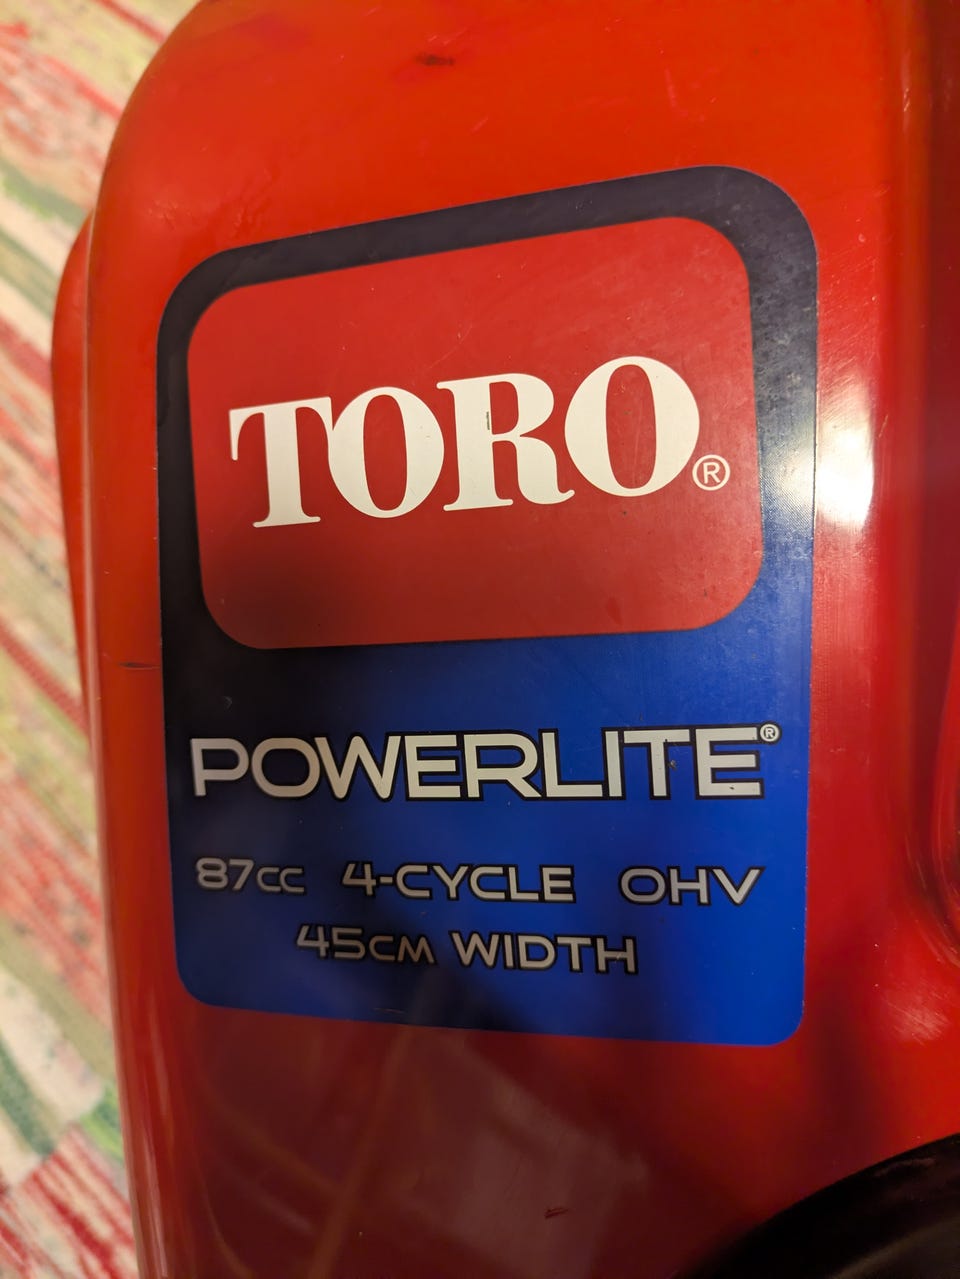 TORO®
POWERLITE®
87CC 4-CYCLE OHV
45CM WIDTH